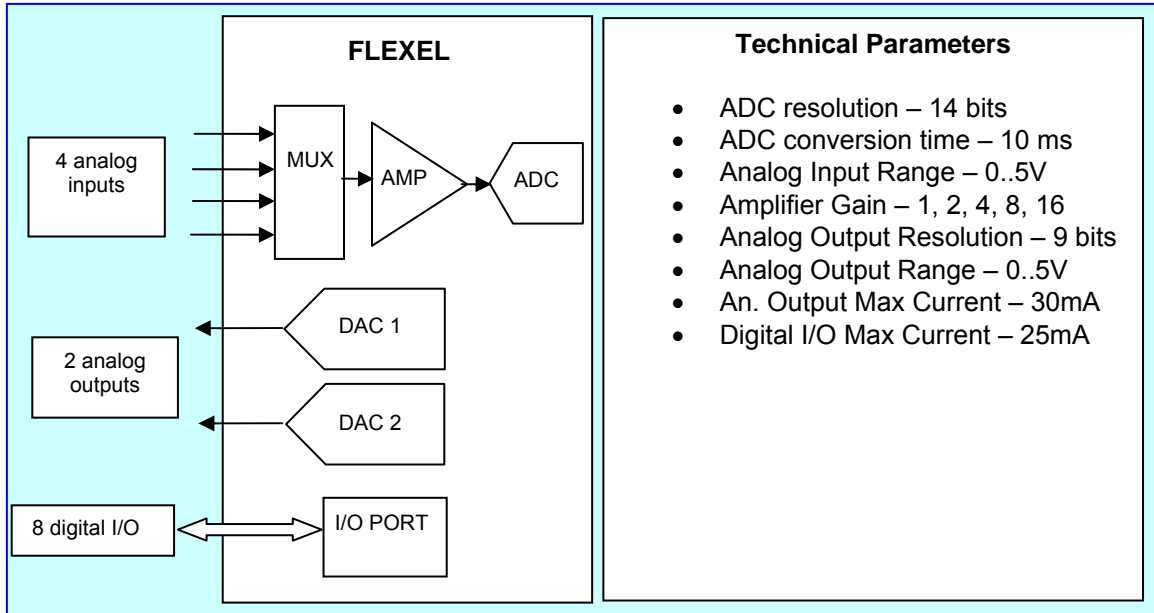 FLEXEL
4 analog
inputs
MUX
AMP
ADC
DAC 1
2 analog
outputs
DAC 2
8 digital I/O
I/O PORT
Technical Parameters
• ADC resolution – 14 bits
• ADC conversion time – 10 ms
• Analog Input Range – 0..5V
• Amplifier Gain – 1, 2, 4, 8, 16
• Analog Output Resolution – 9 bits
• Analog Output Range – 0..5V
• An. Output Max Current – 30mA
• Digital I/O Max Current – 25mA